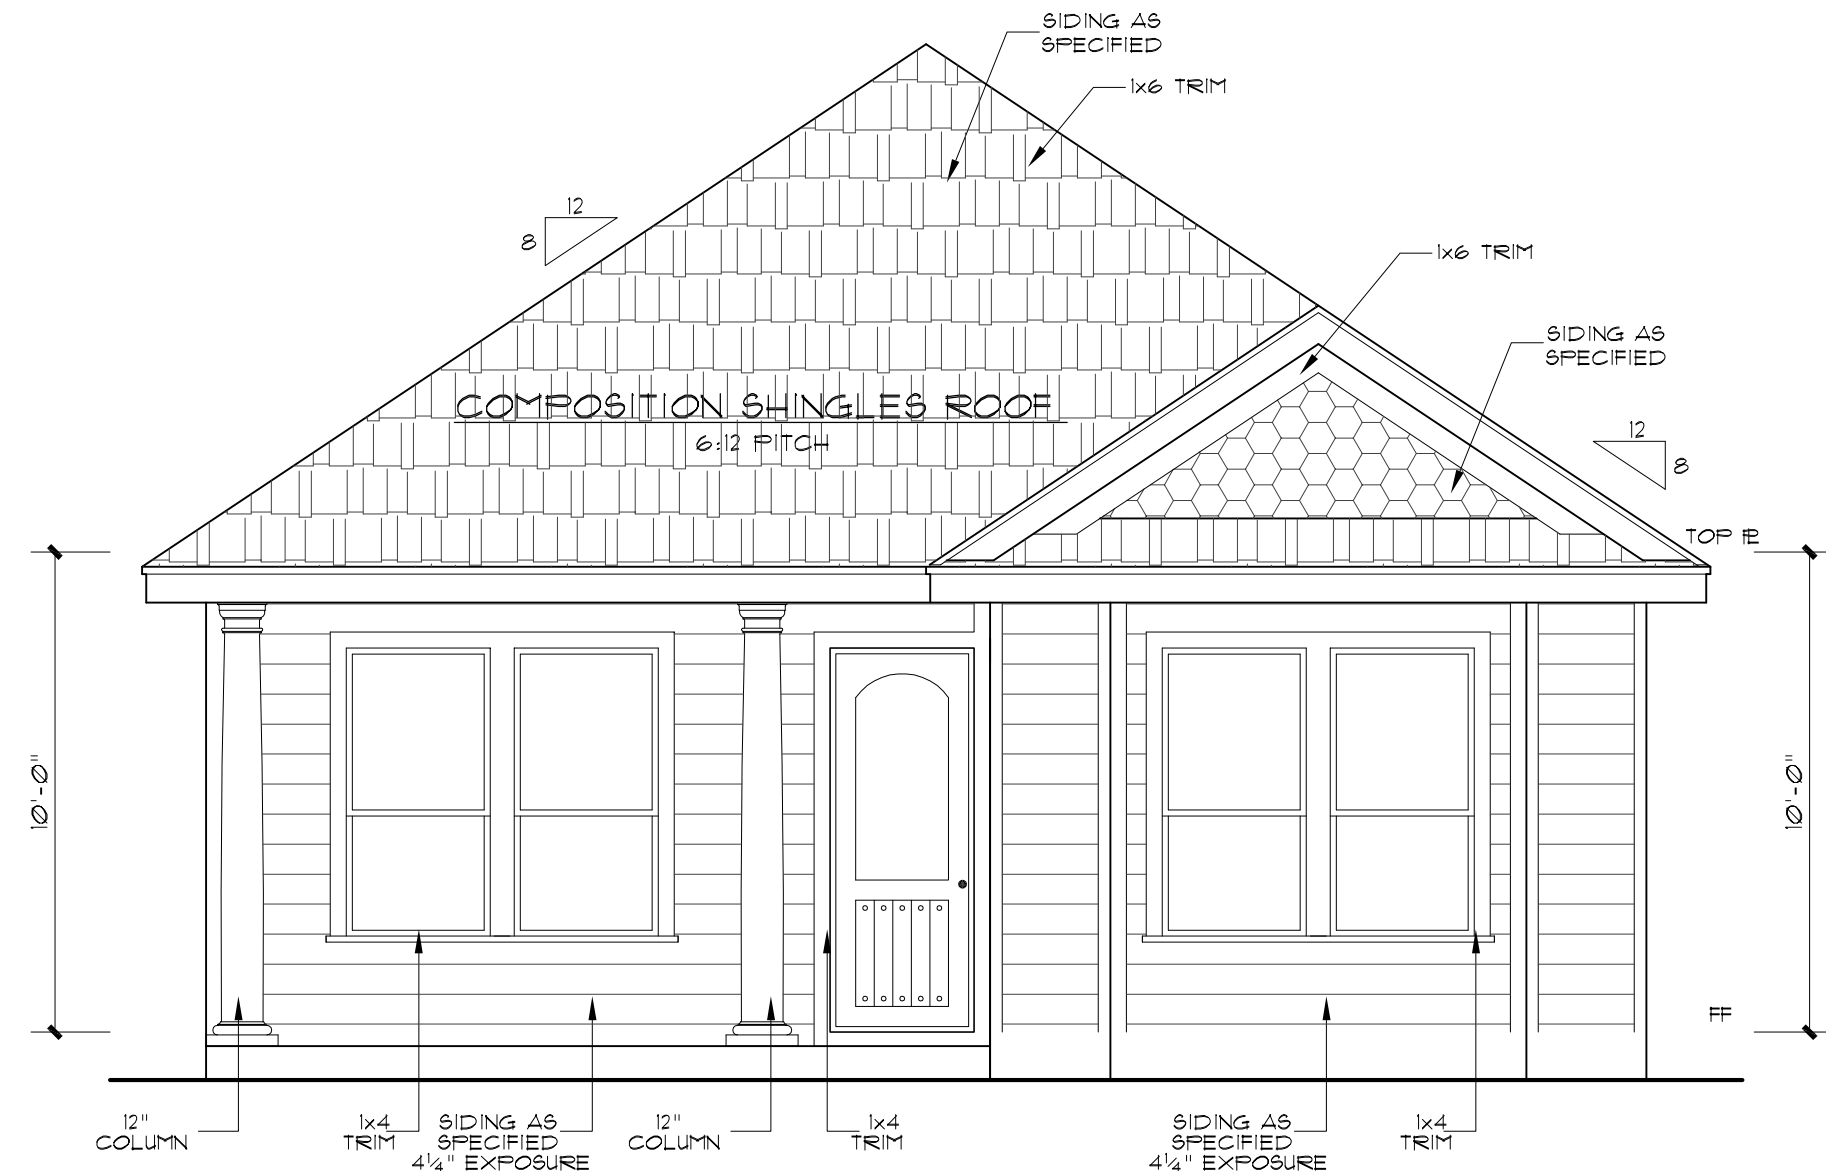 SIDING AS
SPECIFIED
1x6 TRIM
12
8
1x6 TRIM
SIDING AS
SPECIFIED
COMPOSITION SHINGLES ROOF
6:12 PITCH
12
8
TOP PL
10'-0"
10'-0"
FF
12"
COLUMN
1x4
TRIM
SIDING AS
SPECIFIED
4¼" EXPOSURE
12"
COLUMN
1x4
TRIM
SIDING AS
SPECIFIED
4¼" EXPOSURE
1x4
TRIM